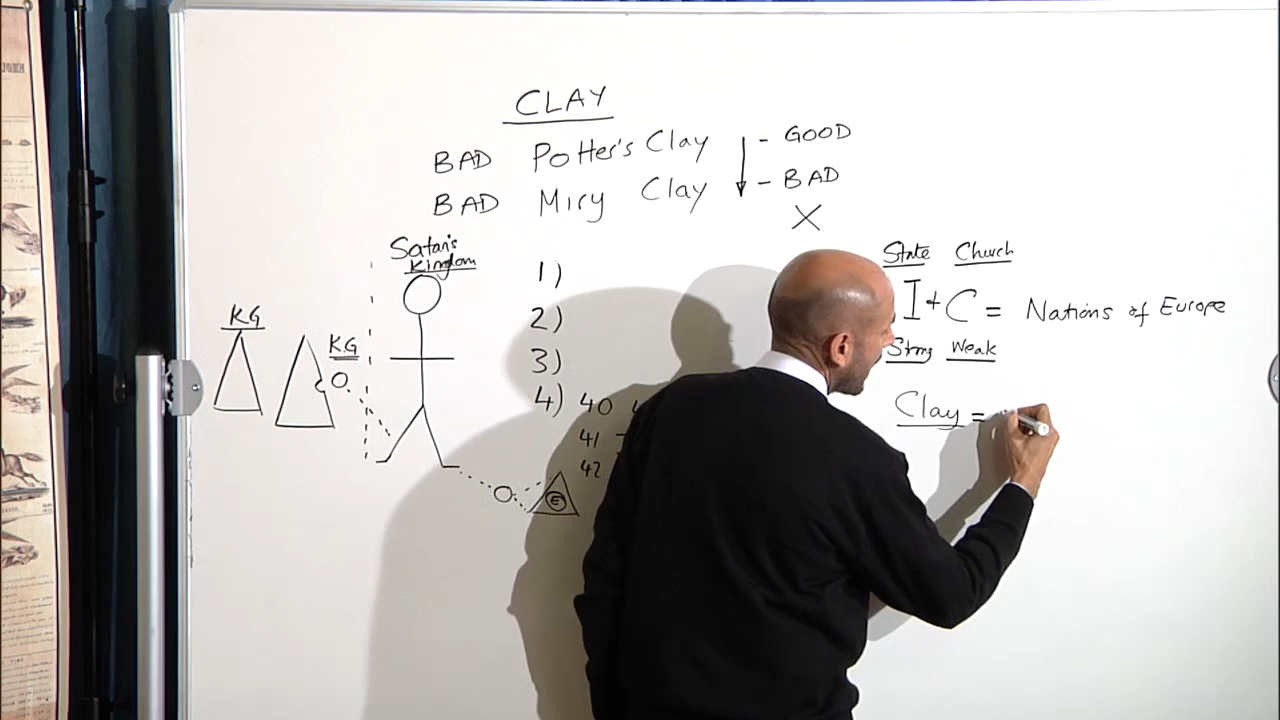 CLAY
BAD Potter's Clay - GOOD
BAD Miry Clay - BAD
X
Satan's
Kingdom
1)
2)
3)
4) 40
41
42
KG
KG
E
State Church
I + C = Nations of Europe
Strong Weak
Clay =